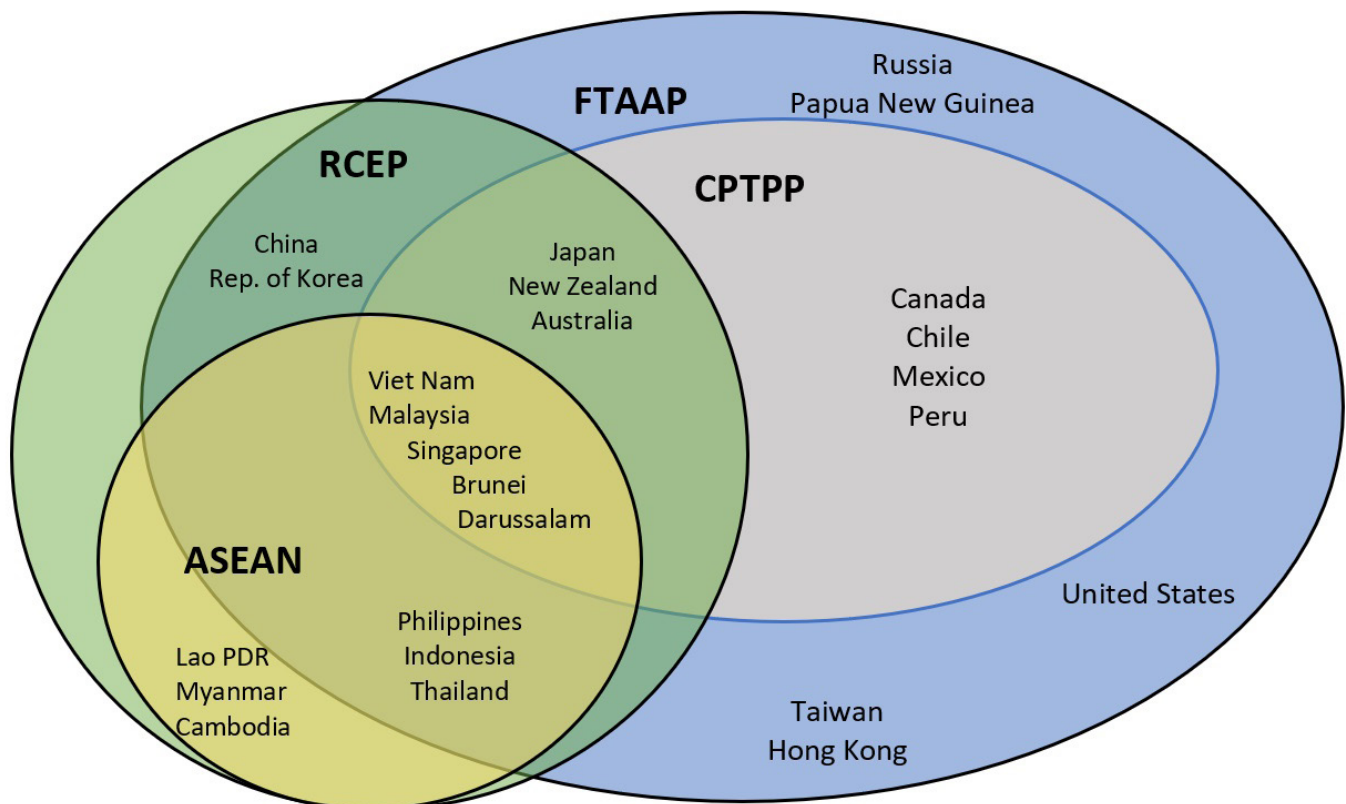 Russia
Papua New Guinea
FTAAP
RCEP
CPTPP
China
Rep. of Korea
Japan
New Zealand
Australia
Canada
Chile
Mexico
Peru
Viet Nam
Malaysia
Singapore
Brunei
Darussalam
ASEAN
United States
Philippines
Indonesia
Thailand
Lao PDR
Myanmar
Cambodia
Taiwan
Hong Kong